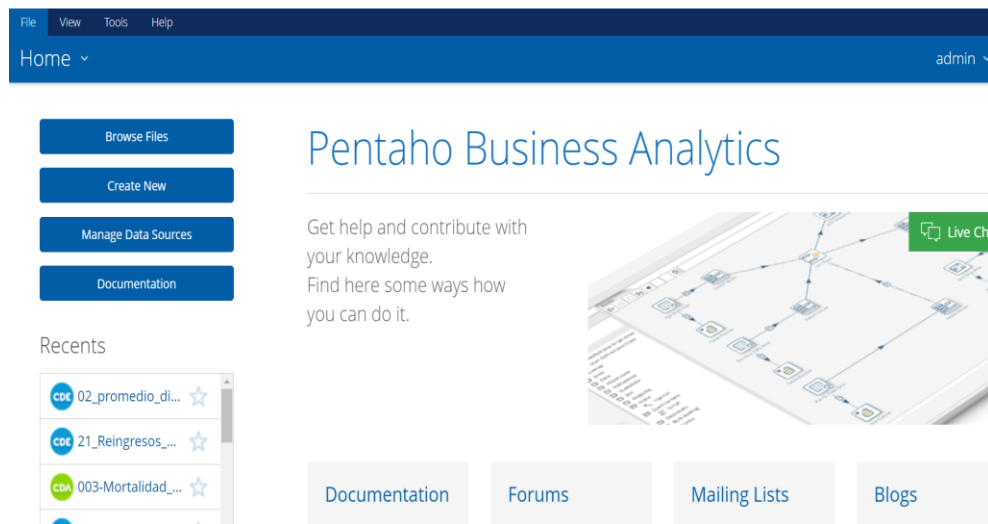 File View Tools Help
Home
admin
Browse Files
Create New
Manage Data Sources
Documentation
Recents
CDE 02_promedio_di...
CDE 21_Reingresos_...
CDA 003-Mortalidad_...
Pentaho Business Analytics
Get help and contribute with
your knowledge.
Find here some ways how
you can do it.
Live Ch
Documentation
Forums
Mailing Lists
Blogs